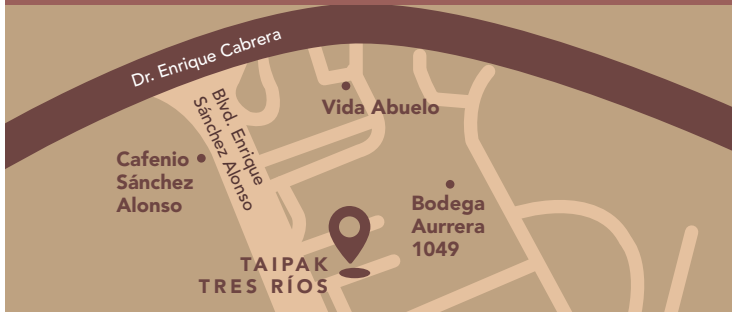 Dr. Enrique Cabrera
Blvd. Enrique
Sánchez Alonso
Vida Abuelo
Cafenio
Sánchez
Alonso
Bodega
Aurrera
1049
TAIPAK
TRES RÍOS